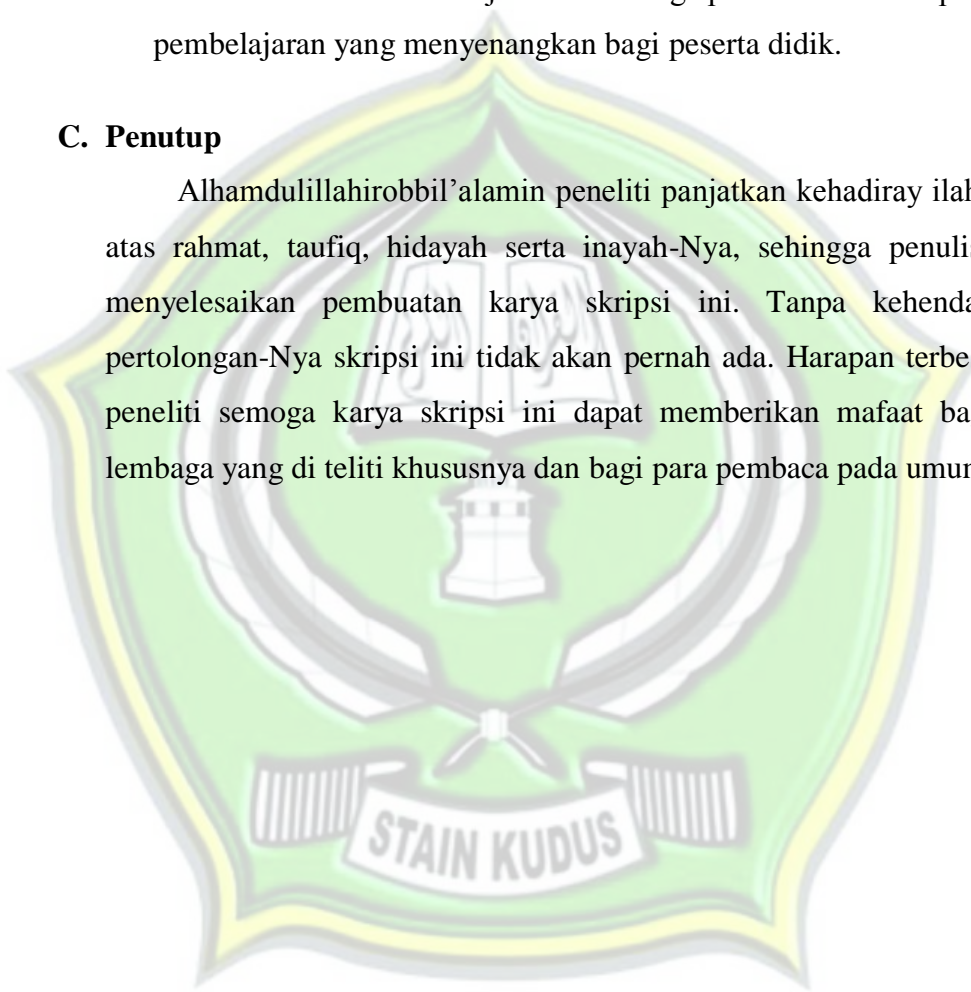 pembelajaran yang menyenangkan bagi peserta didik.
C. Penutup
Alhamdulillahirobbil’alamin peneliti panjatkan kehadiray ilah
atas rahmat, taufiq, hidayah serta inayah-Nya, sehingga penulis
menyelesaikan pembuatan karya skripsi ini. Tanpa kehenda
pertolongan-Nya skripsi ini tidak akan pernah ada. Harapan terbe
peneliti semoga karya skripsi ini dapat memberikan mafaat ba
lembaga yang di teliti khususnya dan bagi para pembaca pada umum
STAIN KUDUS